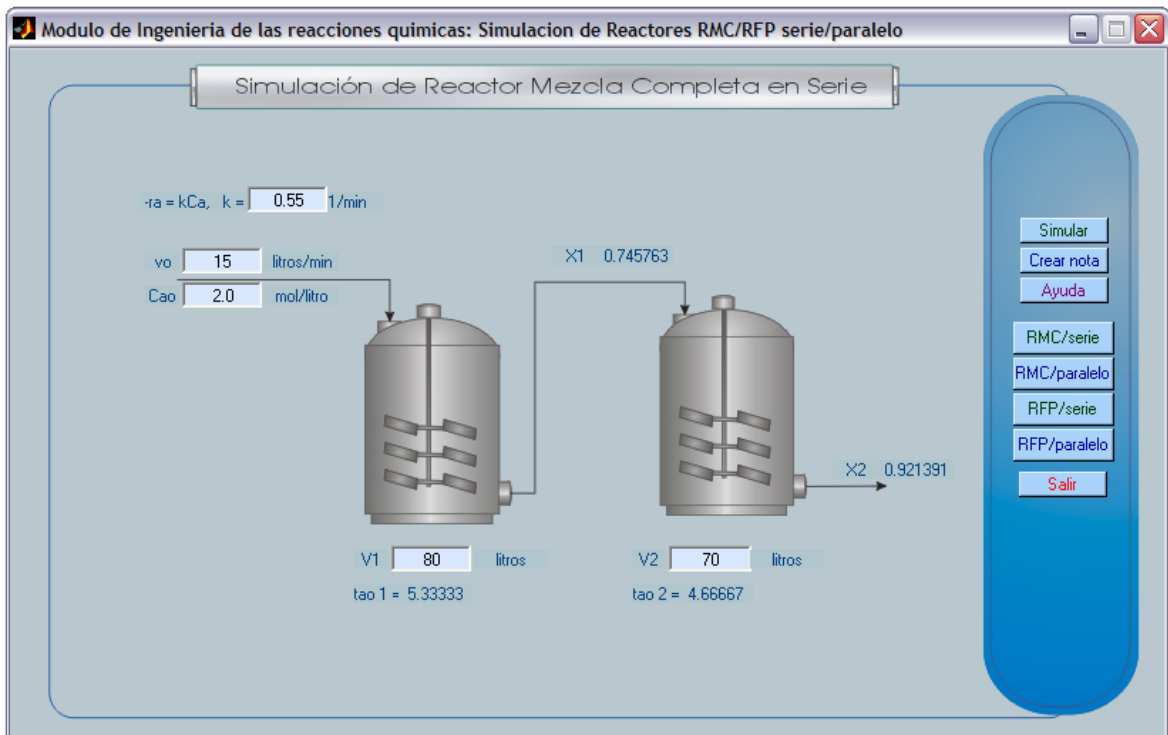 Modulo de Ingenieria de las reacciones quimicas: Simulacion de Reactores RMC/RFP serie/paralelo
Simulación de Reactor Mezcla Completa en Serie
-ra = kCa, k = 0.55 1/min
vo 15 litros/min
Cao 2.0 mol/litro
X1 0.745763
X2 0.921391
V1 80 litros
tao 1 = 5.33333
V2 70 litros
tao 2 = 4.66667
Simular
Crear nota
Ayuda
RMC/serie
RMC/paralelo
RFP/serie
RFP/paralelo
Salir